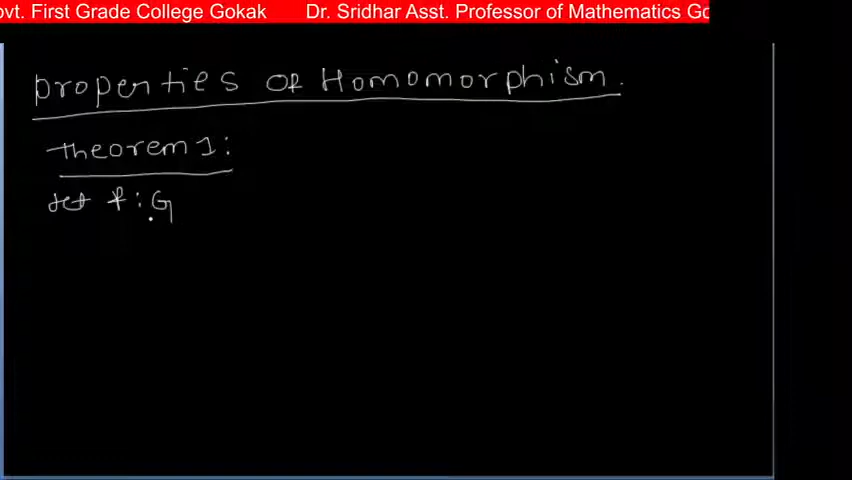 ovt. First Grade College Gokak Dr. Sridhar Asst. Professor of Mathematics Go
Properties of Homomorphism.
Theorem 1:
Let f: G